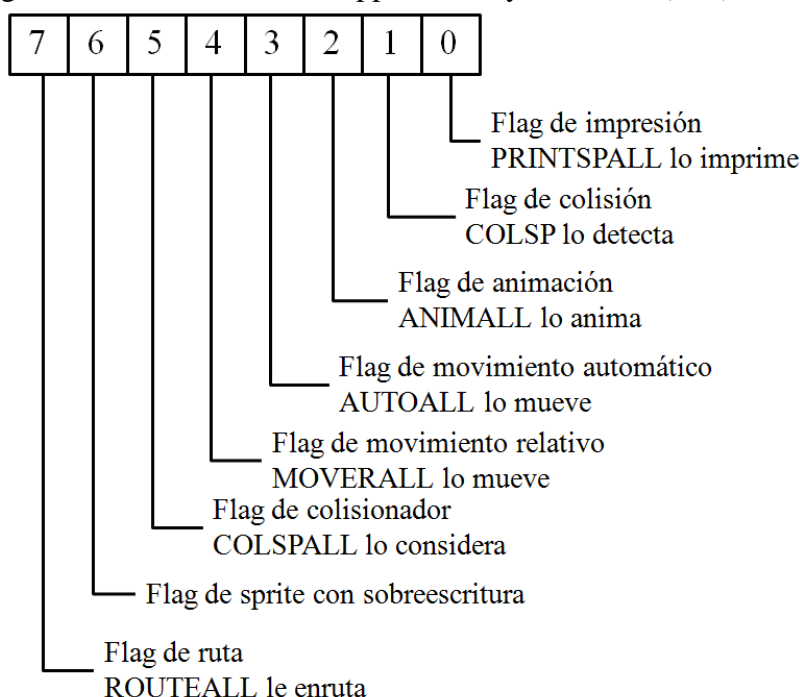 7 6 5 4 3 2 1 0
Flag de impresión
PRINTSPALL lo imprime
Flag de colisión
COLSP lo detecta
Flag de animación
ANIMALL lo anima
Flag de movimiento automático
AUTOALL lo mueve
Flag de movimiento relativo
MOVERALL lo mueve
Flag de colisionador
COLSPALL lo considera
Flag de sprite con sobreescritura
Flag de ruta
ROUTEALL le enruta